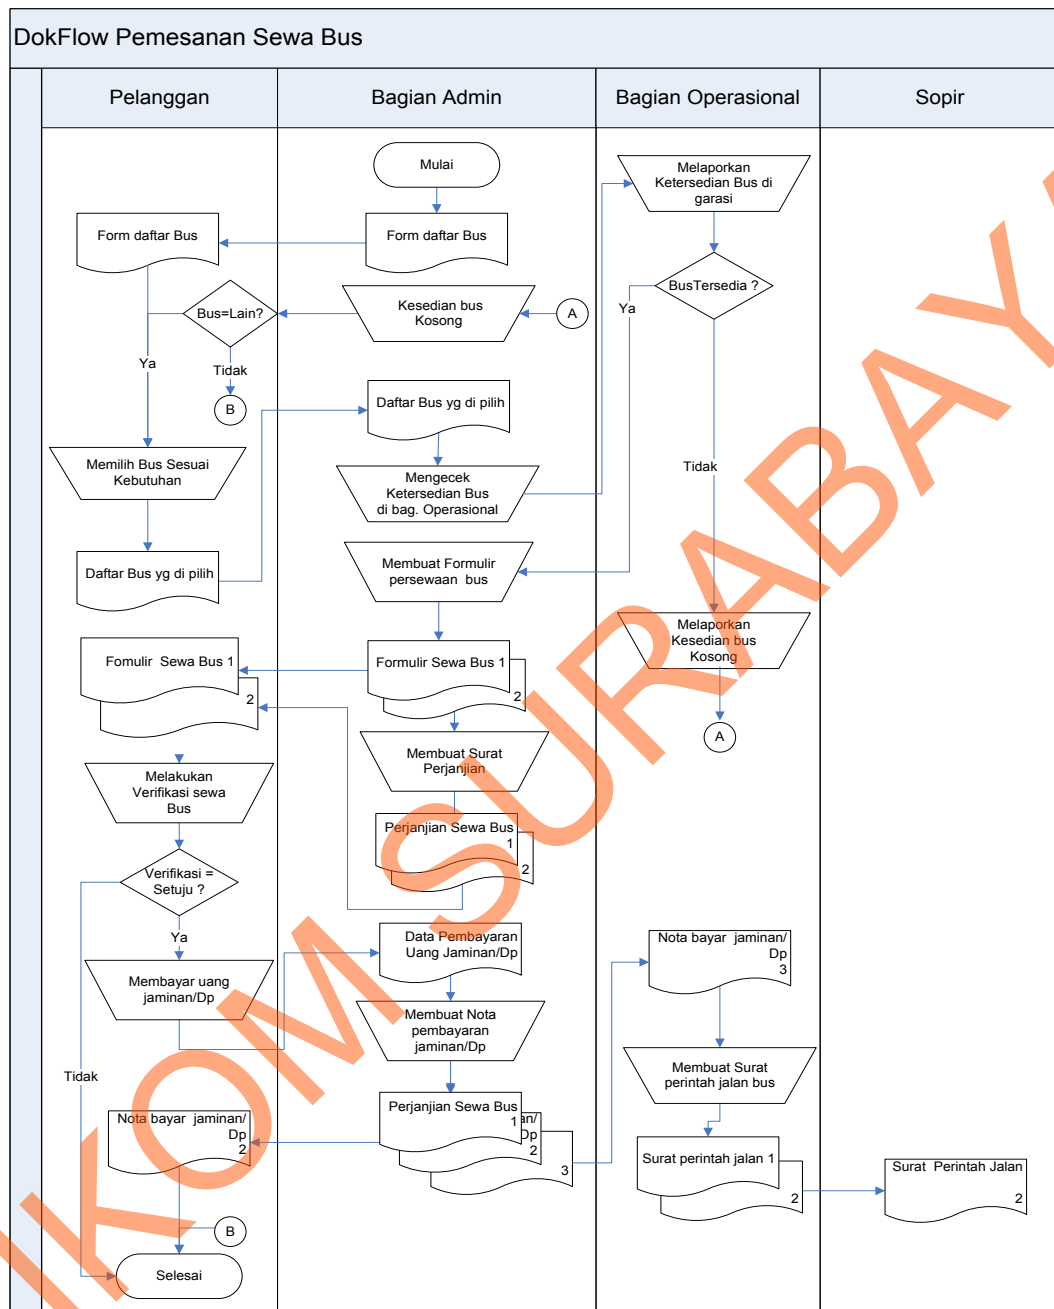 DokFlow Pemesanan Sewa Bus
Pelanggan
Bagian Admin
Bagian Operasional
Sopir
Mulai
Melaporkan
Ketersedian Bus di
garasi
Form daftar Bus
Form daftar Bus
BusTersedia ?
Ya
Bus=Lain?
Kesedian bus
Kosong
A
Ya
Tidak
B
Daftar Bus yg di pilih
Memilih Bus Sesuai
Kebutuhan
Mengecek
Ketersedian Bus
di bag. Operasional
Tidak
Daftar Bus yg di pilih
Membuat Formulir
persewaan bus
Melaporkan
Kesedian bus
Kosong
Fomulir Sewa Bus 1
2
Formulir Sewa Bus 1
2
A
Melakukan
Verifikasi sewa
Bus
Membuat Surat
Perjanjian
Perjanjian Sewa Bus
1
2
Verifikasi =
Setuju ?
Ya
Data Pembayaran
Uang Jaminan/Dp
Nota bayar jaminan/
Dp
3
Membayar uang
jaminan/Dp
Membuat Nota
pembayaran
jaminan/Dp
Membuat Surat
perintah jalan bus
Tidak
Nota bayar jaminan/
Dp
2
Perjanjian Sewa Bus
1
an/
Dp
2
3
Surat perintah jalan 1
2
Surat Perintah Jalan
2
B
Selesai
IKOM SURABAYA